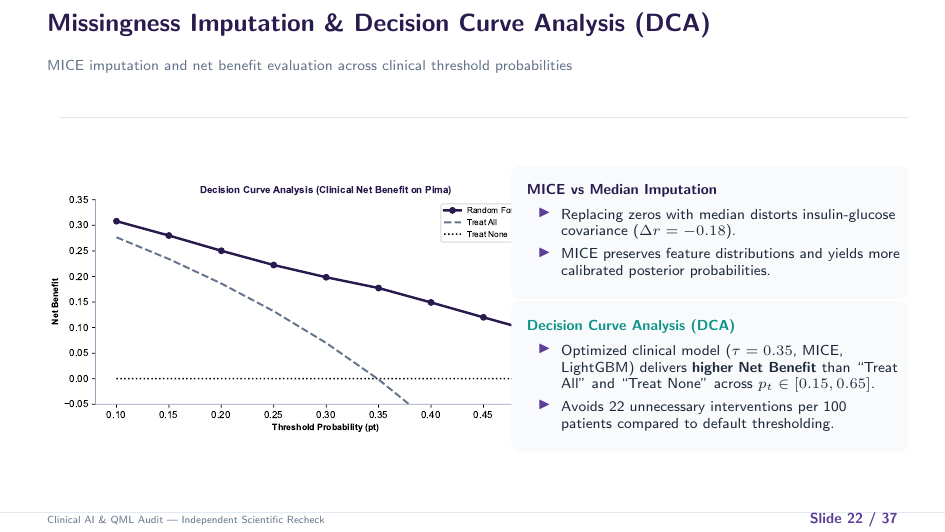 Missingness Imputation & Decision Curve Analysis (DCA)
MICE imputation and net benefit evaluation across clinical threshold probabilities
Decision Curve Analysis (Clinical Net Benefit on Pima)
0.35
0.30
0.25
0.20
0.15
0.10
0.05
0.00
−0.05
Net Benefit
Random For
Treat All
Treat None
0.10 0.15 0.20 0.25 0.30 0.35 0.40 0.45
Threshold Probability (pt)
MICE vs Median Imputation
▶ Replacing zeros with median distorts insulin-glucose
covariance (Δr = −0.18).
▶ MICE preserves feature distributions and yields more
calibrated posterior probabilities.
Decision Curve Analysis (DCA)
▶ Optimized clinical model (τ = 0.35, MICE,
LightGBM) delivers higher Net Benefit than “Treat
All” and “Treat None” across pₜ ∈ [0.15, 0.65].
▶ Avoids 22 unnecessary interventions per 100
patients compared to default thresholding.
Clinical AI & QML Audit — Independent Scientific Recheck
Slide 22 / 37